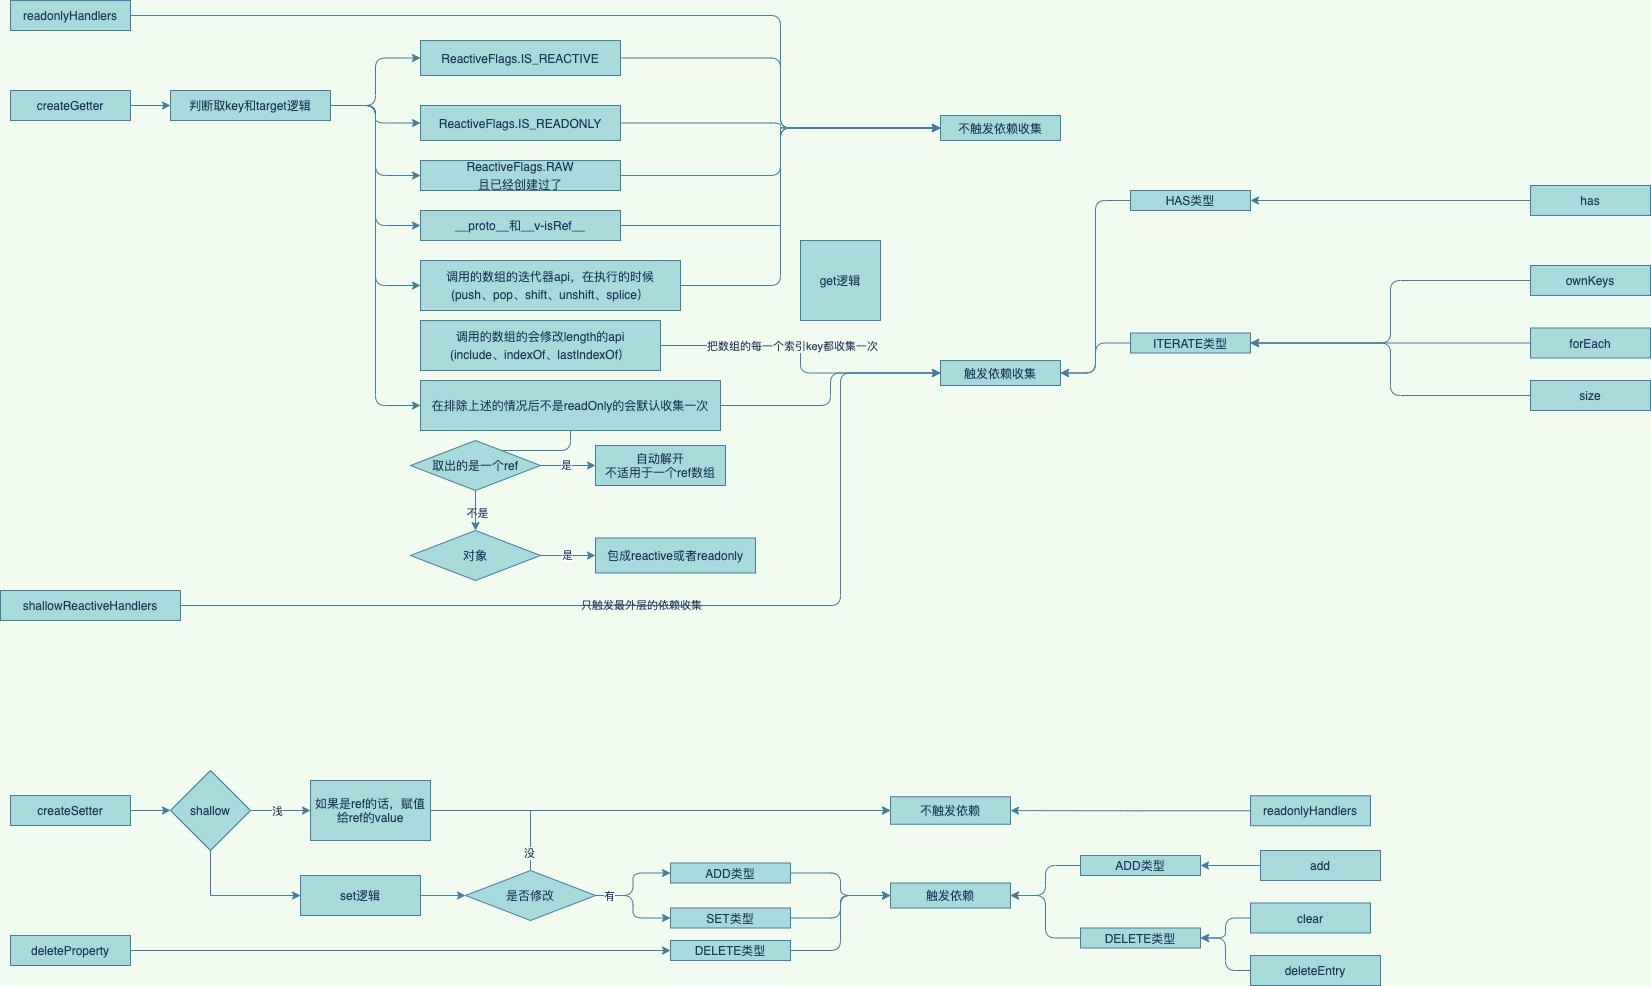 readonlyHandlers
ReactiveFlags.IS_REACTIVE
createGetter
判断取key和target逻辑
ReactiveFlags.IS_READONLY
不触发依赖收集
ReactiveFlags.RAW
且已经创建过了
HAS类型
has
__proto__和__v-isRef__
get逻辑
调用的数组的迭代器api，在执行的时候
(push、pop、shift、unshift、splice）
ownKeys
调用的数组的会修改length的api
(include、indexOf、lastIndexOf）
把数组的每一个索引key都收集一次
ITERATE类型
forEach
触发依赖收集
size
在排除上述的情况后不是readOnly的会默认收集一次
取出的是一个ref
是
自动解开
不适用于一个ref数组
不是
对象
是
包成reactive或者readonly
shallowReactiveHandlers
只触发最外层的依赖收集
createSetter
shallow
浅
如果是ref的话，赋值
给ref的value
不触发依赖
readonlyHandlers
没
ADD类型
ADD类型
add
set逻辑
是否修改
有
触发依赖
SET类型
clear
deleteProperty
DELETE类型
DELETE类型
deleteEntry